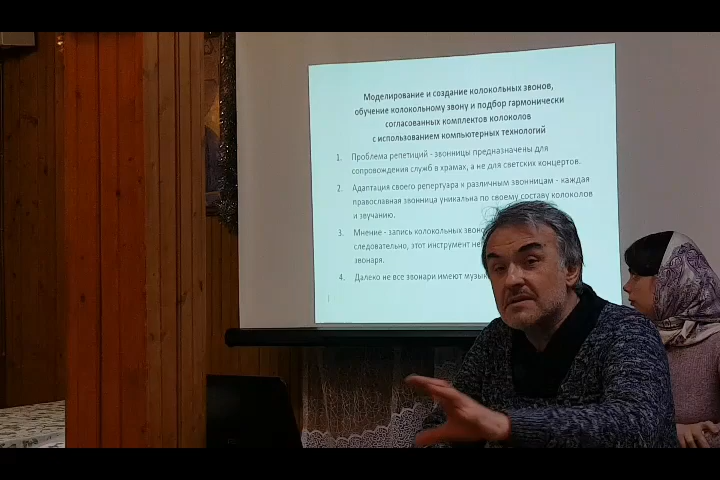 Моделирование и создание колокольных звонов,
обучение колокольному звону и подбор гармонически
согласованных комплектов колоколов
с использованием компьютерных технологий
1. Проблема репетиций - звонницы предназначены для
сопровождения служб в храмах, а не для светских концертов.
2. Адаптация своего репертуара к различным звонницам - каждая
православная звонница уникальна по своему составу колоколов
и звучанию.
3. Мнение - запись колокольных
следовательно, этот инструмент
звонаря.
4. Далеко не все звонари имеют